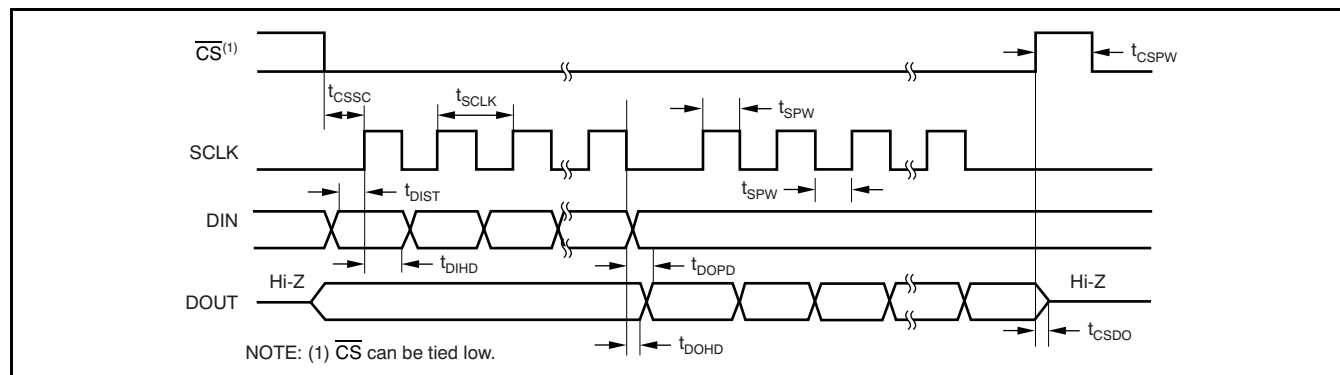 CS(1)
tCSPW
tCSSC
tSCLK
tSPW
SCLK
tDIST
tSPW
DIN
tDIHD
tDOPD
Hi-Z
Hi-Z
DOUT
tCSDO
tDOHD
NOTE: (1) CS can be tied low.